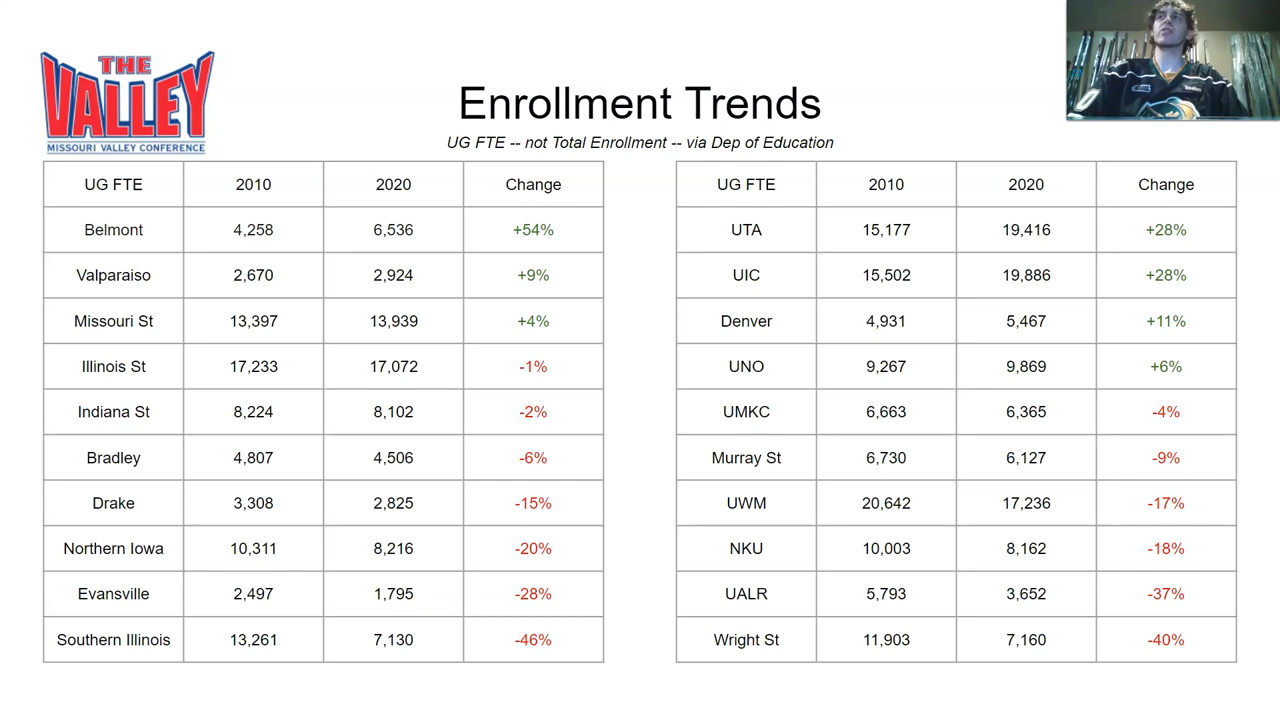 THE
VALLEY
MISSOURI VALLEY CONFERENCE
Enrollment Trends
UG FTE -- not Total Enrollment -- via Dep of Education
UG FTE 2010 2020 Change
Belmont 4,258 6,536 +54%
Valparaiso 2,670 2,924 +9%
Missouri St 13,397 13,939 +4%
Illinois St 17,233 17,072 -1%
Indiana St 8,224 8,102 -2%
Bradley 4,807 4,506 -6%
Drake 3,308 2,825 -15%
Northern Iowa 10,311 8,216 -20%
Evansville 2,497 1,795 -28%
Southern Illinois 13,261 7,130 -46%
UG FTE 2010 2020 Change
UTA 15,177 19,416 +28%
UIC 15,502 19,886 +28%
Denver 4,931 5,467 +11%
UNO 9,267 9,869 +6%
UMKC 6,663 6,365 -4%
Murray St 6,730 6,127 -9%
UWM 20,642 17,236 -17%
NKU 10,003 8,162 -18%
UALR 5,793 3,652 -37%
Wright St 11,903 7,160 -40%